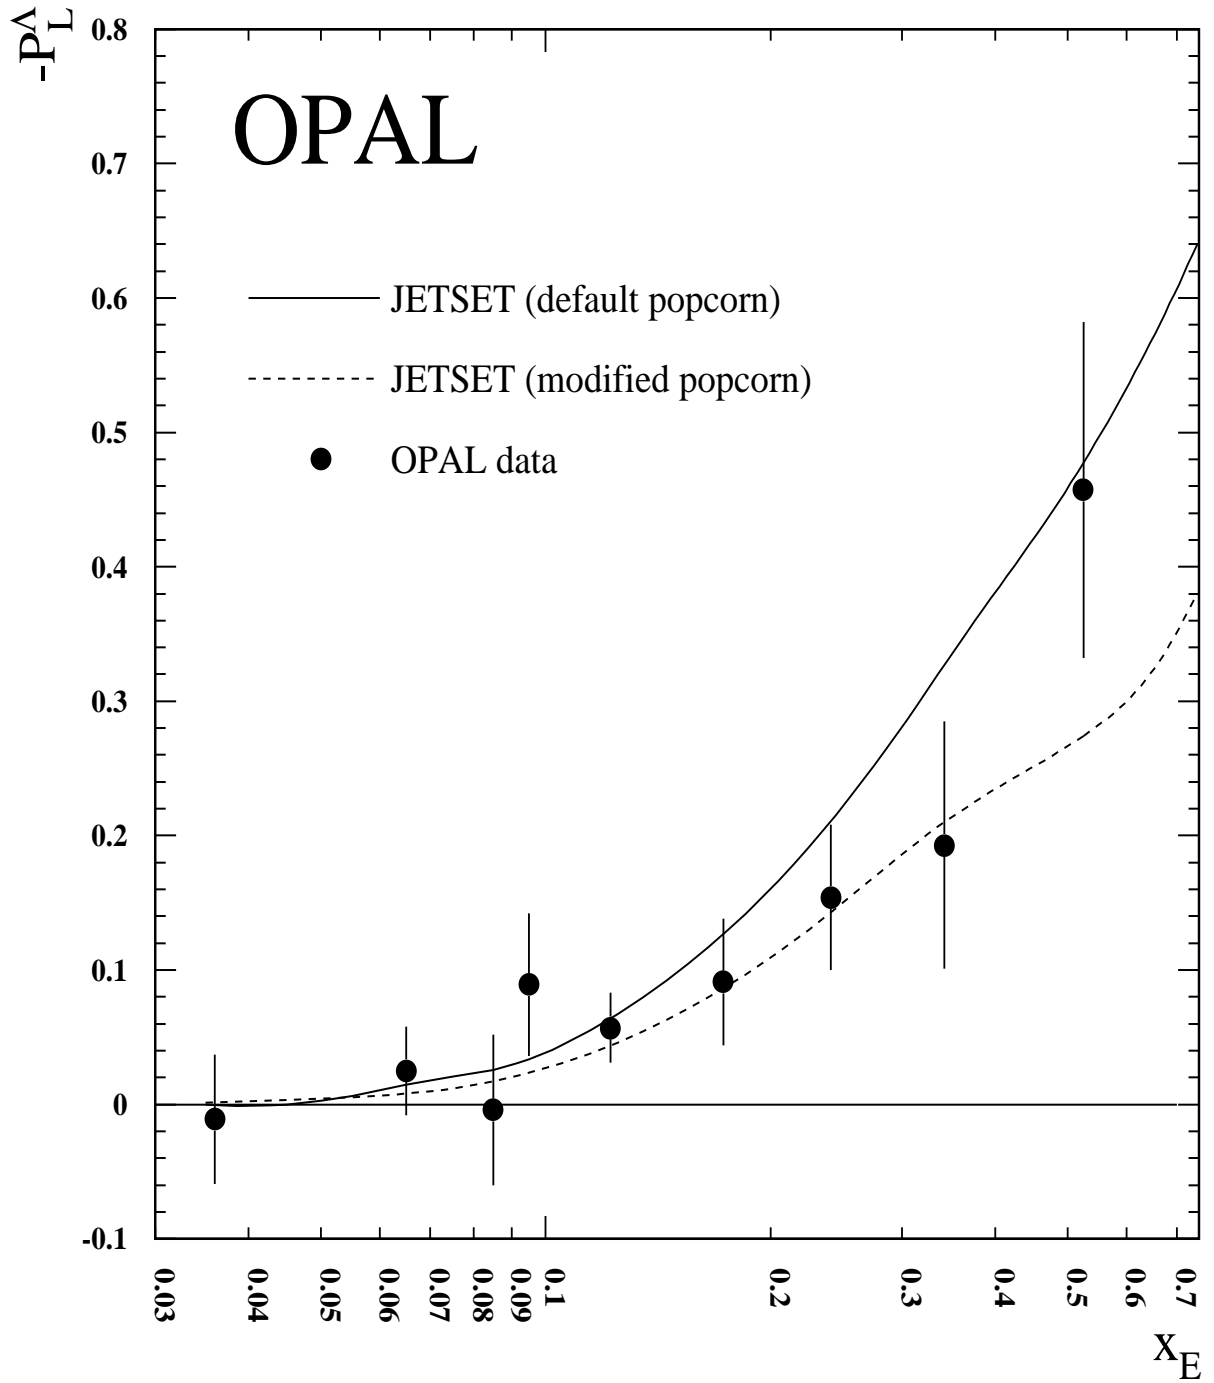 -P_L^Λ
0.8
OPAL
0.7
0.6
JETSET (default popcorn)
JETSET (modified popcorn)
0.5
OPAL data
0.4
0.3
0.2
0.1
0
-0.1
0.03 0.04 0.05 0.06 0.07 0.08 0.09 0.1 0.2 0.3 0.4 0.5 0.6 0.7
x_E